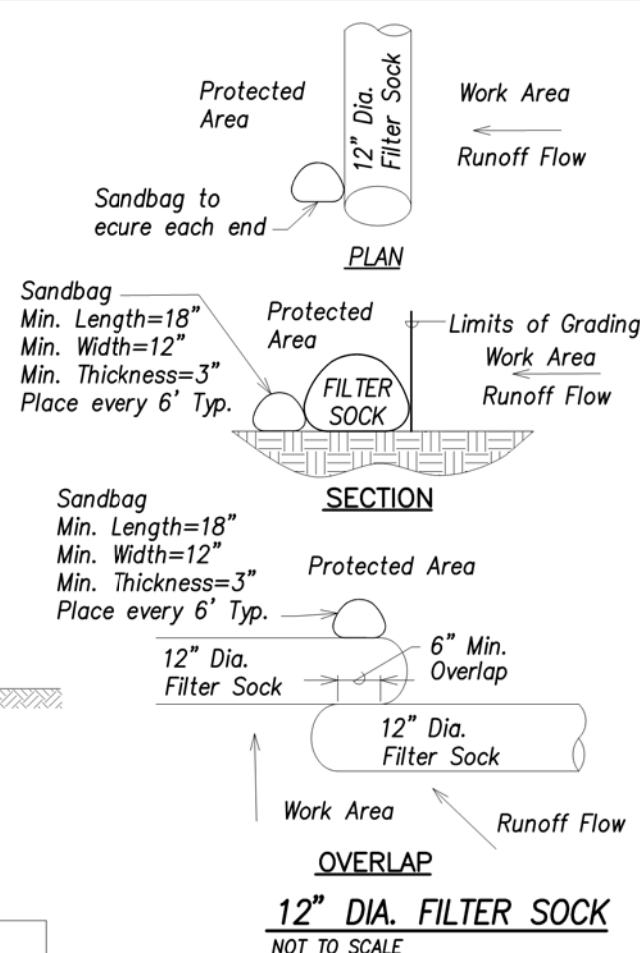 Protected
Area
12" Dia.
Filter Sock
Work Area
Runoff Flow
Sandbag to
ecure each end
PLAN
Sandbag
Min. Length=18"
Min. Width=12"
Min. Thickness=3"
Place every 6' Typ.
Protected
Area
Limits of Grading
Work Area
Runoff Flow
FILTER
SOCK
SECTION
Sandbag
Min. Length=18"
Min. Width=12"
Min. Thickness=3"
Place every 6' Typ.
Protected Area
12" Dia.
Filter Sock
6" Min.
Overlap
12" Dia.
Filter Sock
Work Area
Runoff Flow
OVERLAP
12" DIA. FILTER SOCK
NOT TO SCALE